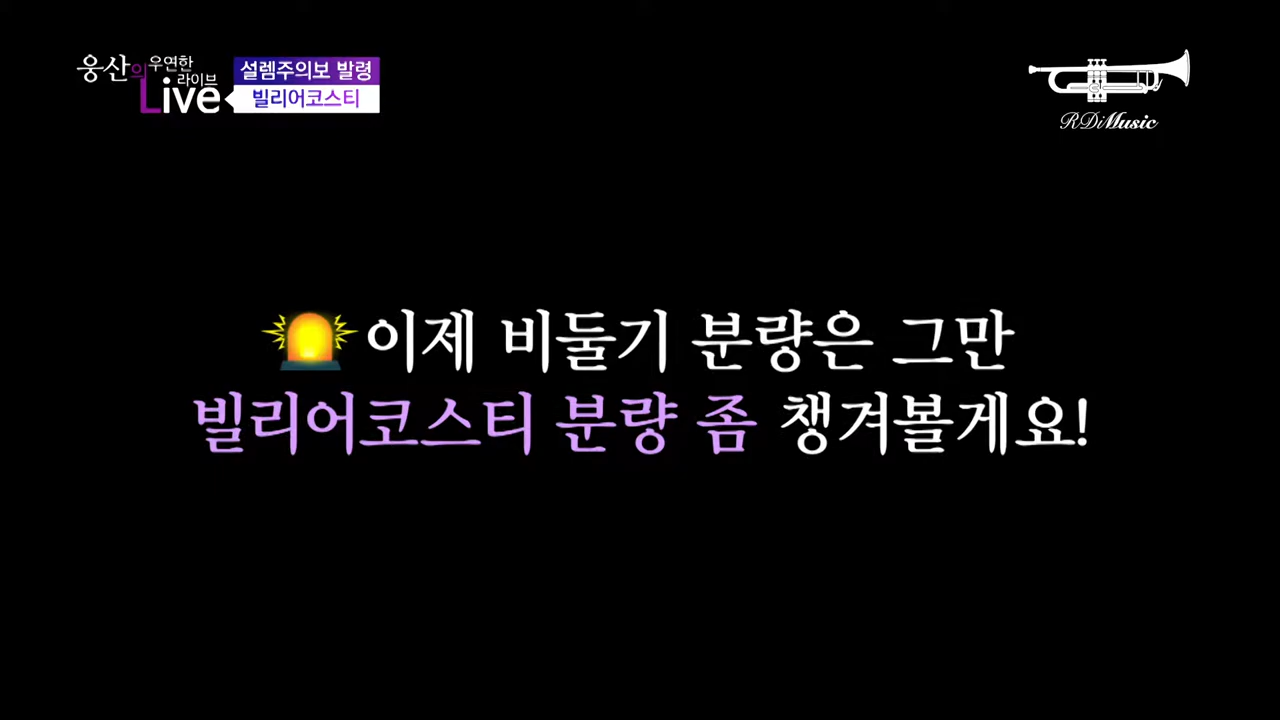 웅산의 우연한 라이브 Live
설렘주의보 발령
빌리어코스티
RDiMusic
이제 비둘기 분량은 그만
빌리어코스티 분량 좀 챙겨볼게요!